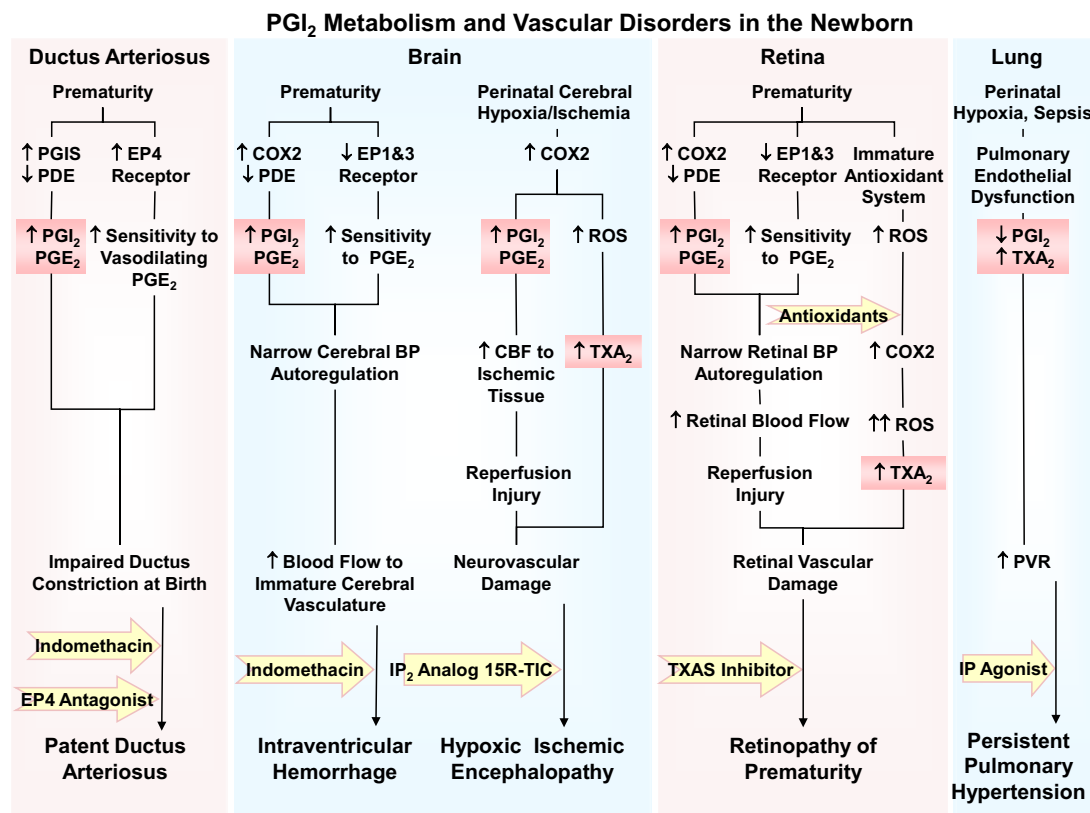 PGI₂ Metabolism and Vascular Disorders in the Newborn
Ductus Arteriosus
Prematurity
↑ PGIS
↓ PDE
↑ EP4
Receptor
↑ PGI₂
PGE₂
↑ Sensitivity to
Vasodilating
PGE₂
Impaired Ductus
Constriction at Birth
Indomethacin
EP4 Antagonist
Patent Ductus
Arteriosus
Brain
Prematurity
↑ COX2
↓ PDE
↓ EP1&3
Receptor
↑ PGI₂
PGE₂
↑ Sensitivity
to PGE₂
Narrow Cerebral BP
Autoregulation
↑ Blood Flow to
Immature Cerebral
Vasculature
Indomethacin
Intraventricular
Hemorrhage
Perinatal Cerebral
Hypoxia/Ischemia
↑ COX2
↑ PGI₂
PGE₂
↑ ROS
↑ CBF to
Ischemic
Tissue
↑ TXA₂
Reperfusion
Injury
Neurovascular
Damage
IP₂ Analog 15R-TIC
Hypoxic Ischemic
Encephalopathy
Retina
Prematurity
↑ COX2
↓ PDE
↓ EP1&3
Receptor
Immature
Antioxidant
System
↑ PGI₂
PGE₂
↑ Sensitivity
to PGE₂
↑ ROS
Antioxidants
Narrow Retinal BP
Autoregulation
↑ COX2
↑ Retinal Blood Flow
↑↑ ROS
Reperfusion
Injury
↑ TXA₂
Retinal Vascular
Damage
TXAS Inhibitor
Retinopathy of
Prematurity
Lung
Perinatal
Hypoxia, Sepsis
Pulmonary
Endothelial
Dysfunction
↓ PGI₂
↑ TXA₂
↑ PVR
IP Agonist
Persistent
Pulmonary
Hypertension